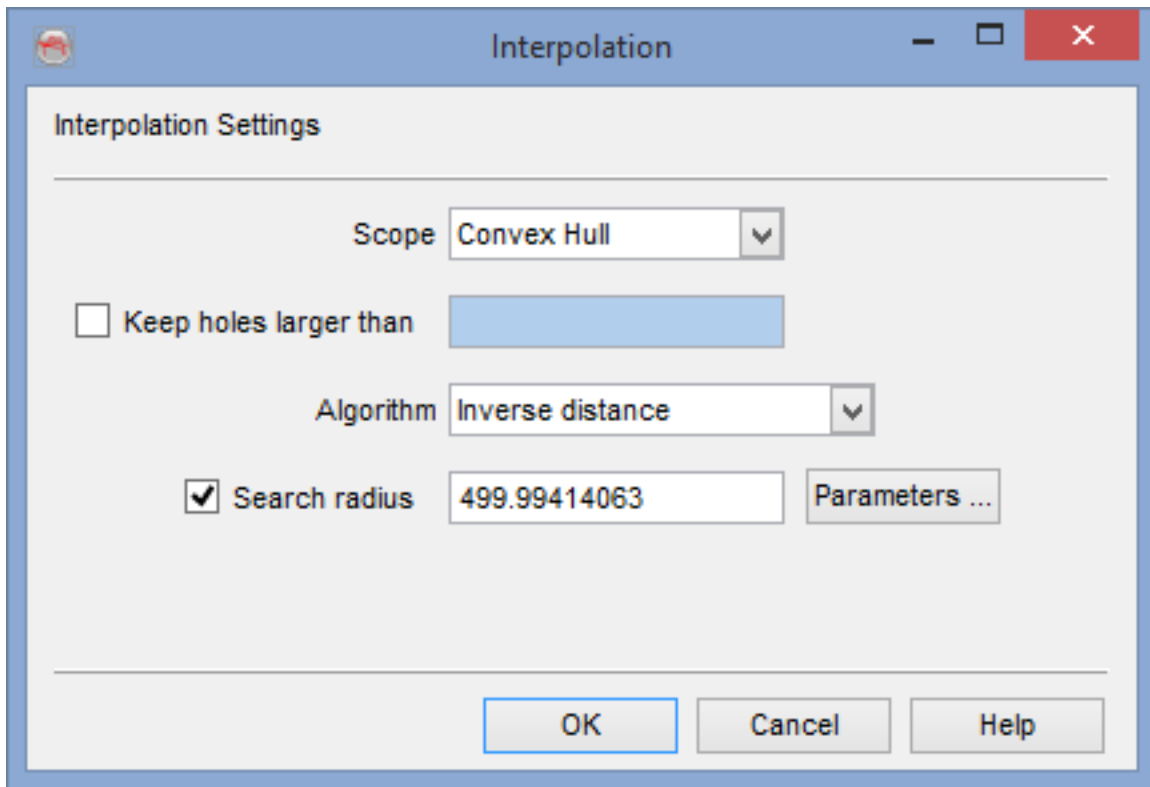 Interpolation
Interpolation Settings
Scope Convex Hull
Keep holes larger than
Algorithm Inverse distance
Search radius 499.99414063 Parameters ...
OK Cancel Help